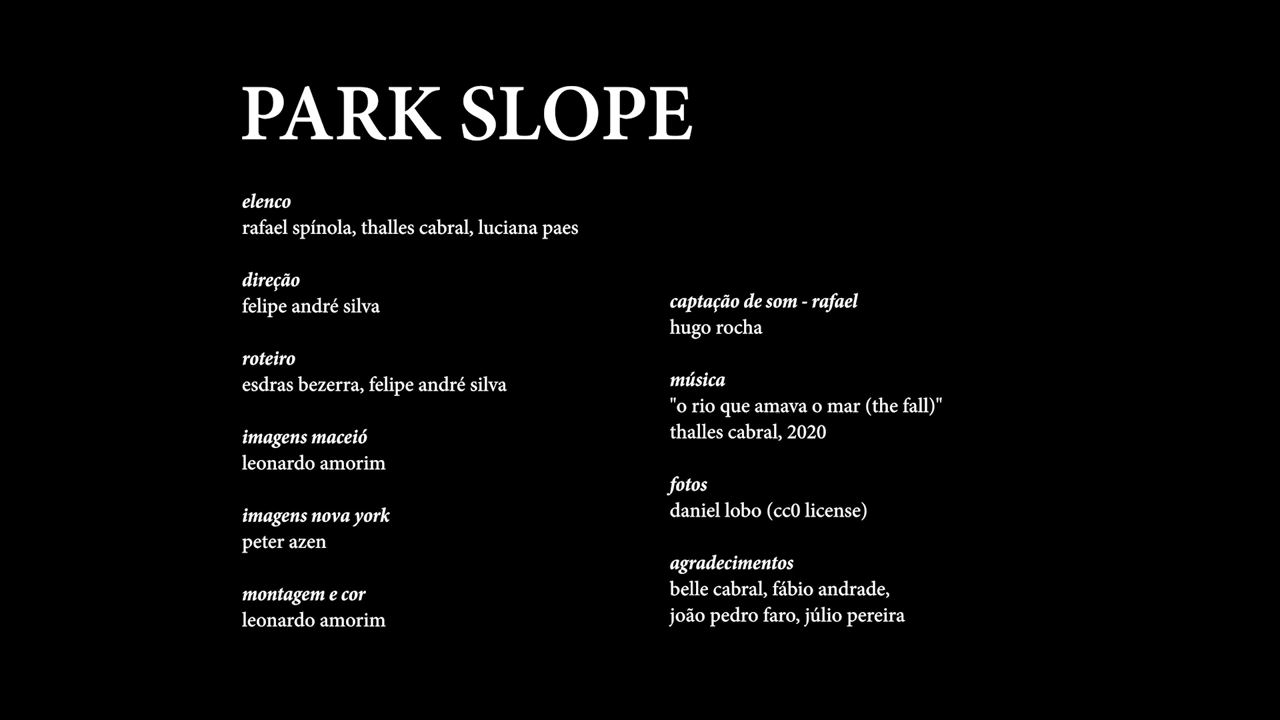 PARK SLOPE
elenco
rafael spínola, thalles cabral, luciana paes
direção
felipe andré silva
roteiro
esdras bezerra, felipe andré silva
imagens maceió
leonardo amorim
imagens nova york
peter azen
montagem e cor
leonardo amorim
captação de som - rafael
hugo rocha
música
"o rio que amava o mar (the fall)"
thalles cabral, 2020
fotos
daniel lobo (cc0 license)
agradecimentos
belle cabral, fábio andrade,
joão pedro faro, júlio pereira